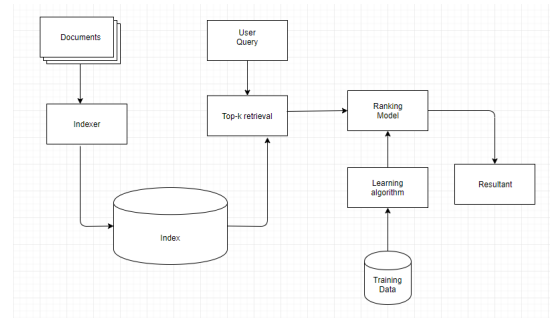 Documents
User
Query
Indexer
Top-k retrieval
Ranking
Model
Learning
algorithm
Resultant
Index
Training
Data